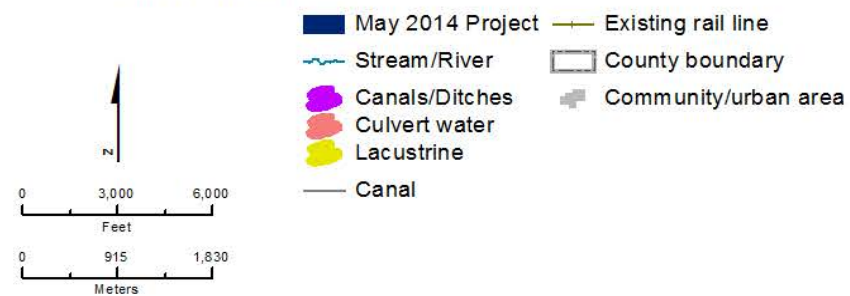 May 2014 Project
Existing rail line
Stream/River
County boundary
Canals/Ditches
Community/urban area
Culvert water
Lacustrine
Canal
N
0 3,000 6,000
Feet
0 915 1,830
Meters